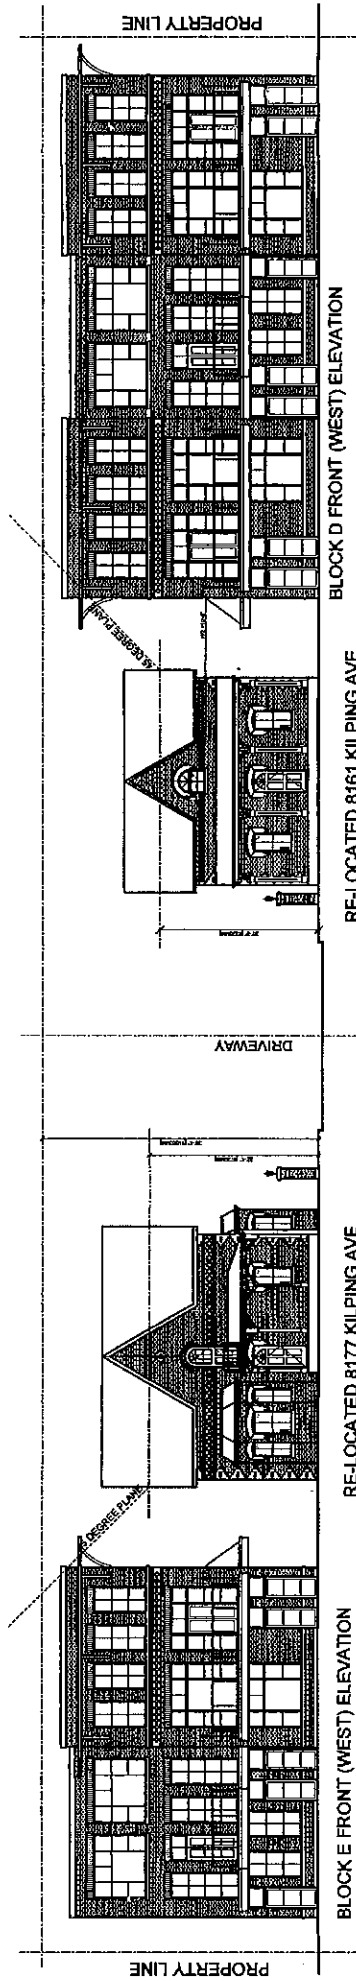 PROPERTY LINE
DEGREE PLANE
DRIVEWAY
45 DEGREE PLANE
PROPERTY LINE
BLOCK E FRONT (WEST) ELEVATION
RE-LOCATED 8177 KILPING AVE
RE-LOCATED 8161 KILPING AVE
BLOCK D FRONT (WEST) ELEVATION